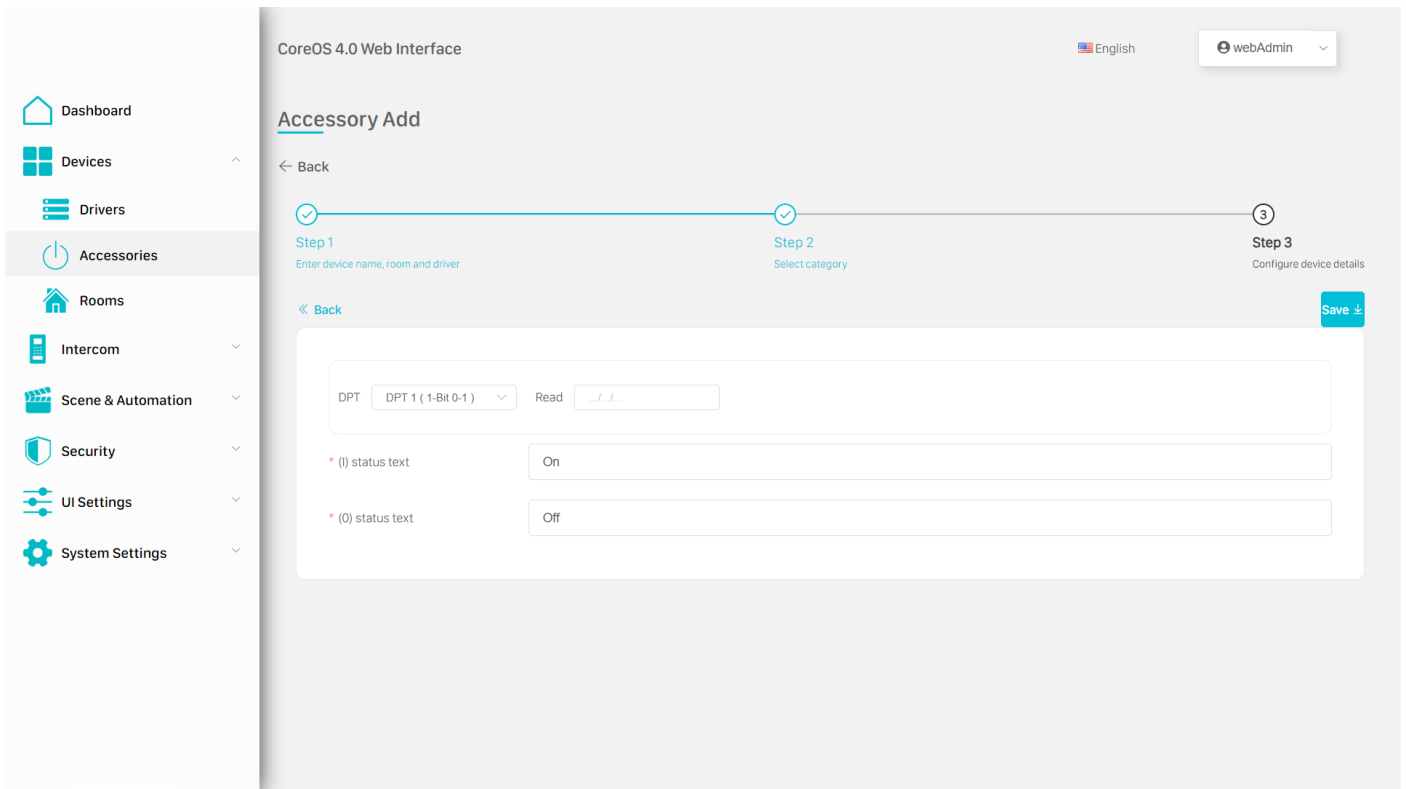 CoreOS 4.0 Web Interface
English
webAdmin
Dashboard
Devices
Drivers
Accessories
Rooms
Intercom
Scene & Automation
Security
UI Settings
System Settings
Accessory Add
Back
3
Step 1
Step 2
Step 3
Enter device name, room and driver
Select category
Configure device details
Back
Save
DPT
DPT 1 ( 1-Bit 0-1 )
Read
.../.../...
* (I) status text
On
* (0) status text
Off